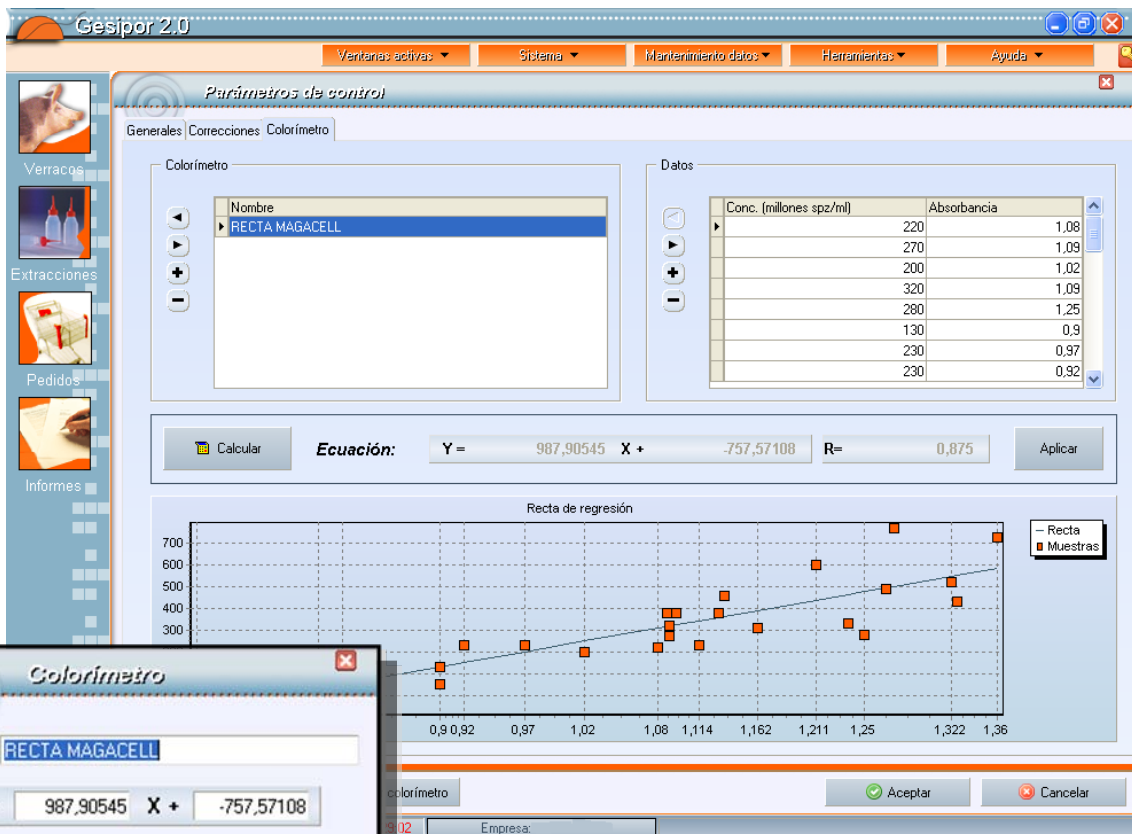 Gesipor 2.0
Ventanas activas Sistema Mantenimiento datos Herramientas Ayuda
Parámetros de control
Generales Correcciones Colorímetro
Verracos
Extracciones
Pedidos
Informes
Colorímetro
Nombre
RECTA MAGACELL
Datos
Conc. (millones spz/ml) Absorbancia
220 1,08
270 1,09
200 1,02
320 1,09
280 1,25
130 0,9
230 0,97
230 0,92
Calcular Ecuación: Y = 987,90545 X + -757,57108 R= 0,875 Aplicar
Recta de regresión
700
600
500
400
300
0,9 0,92 0,97 1,02 1,08 1,114 1,162 1,211 1,25 1,322 1,36
Recta
Muestras
Colorímetro
RECTA MAGACELL
987,90545 X + -757,57108
colorímetro Aceptar Cancelar
Empresa: